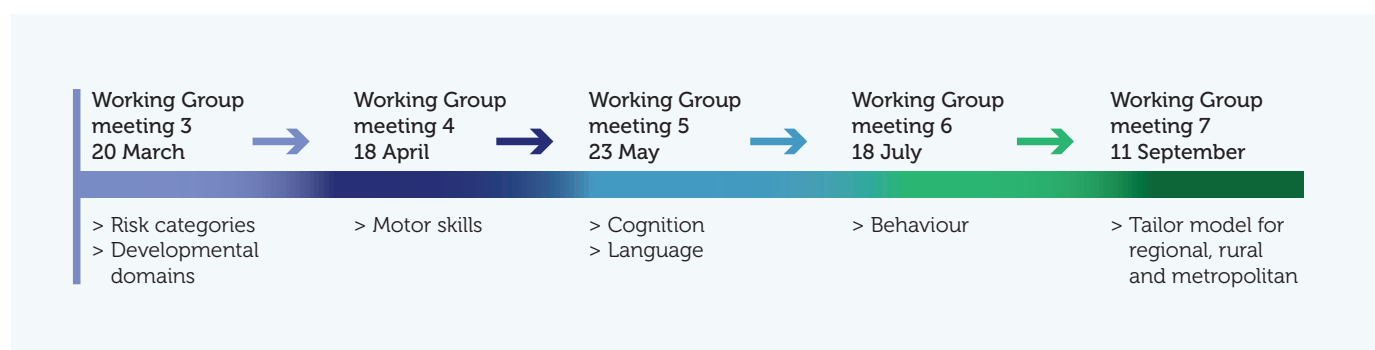 Working Group
meeting 3
20 March
Working Group
meeting 4
18 April
Working Group
meeting 5
23 May
Working Group
meeting 6
18 July
Working Group
meeting 7
11 September
> Risk categories
> Developmental
domains
> Motor skills
> Cognition
> Language
> Behaviour
> Tailor model for
regional, rural
and metropolitan